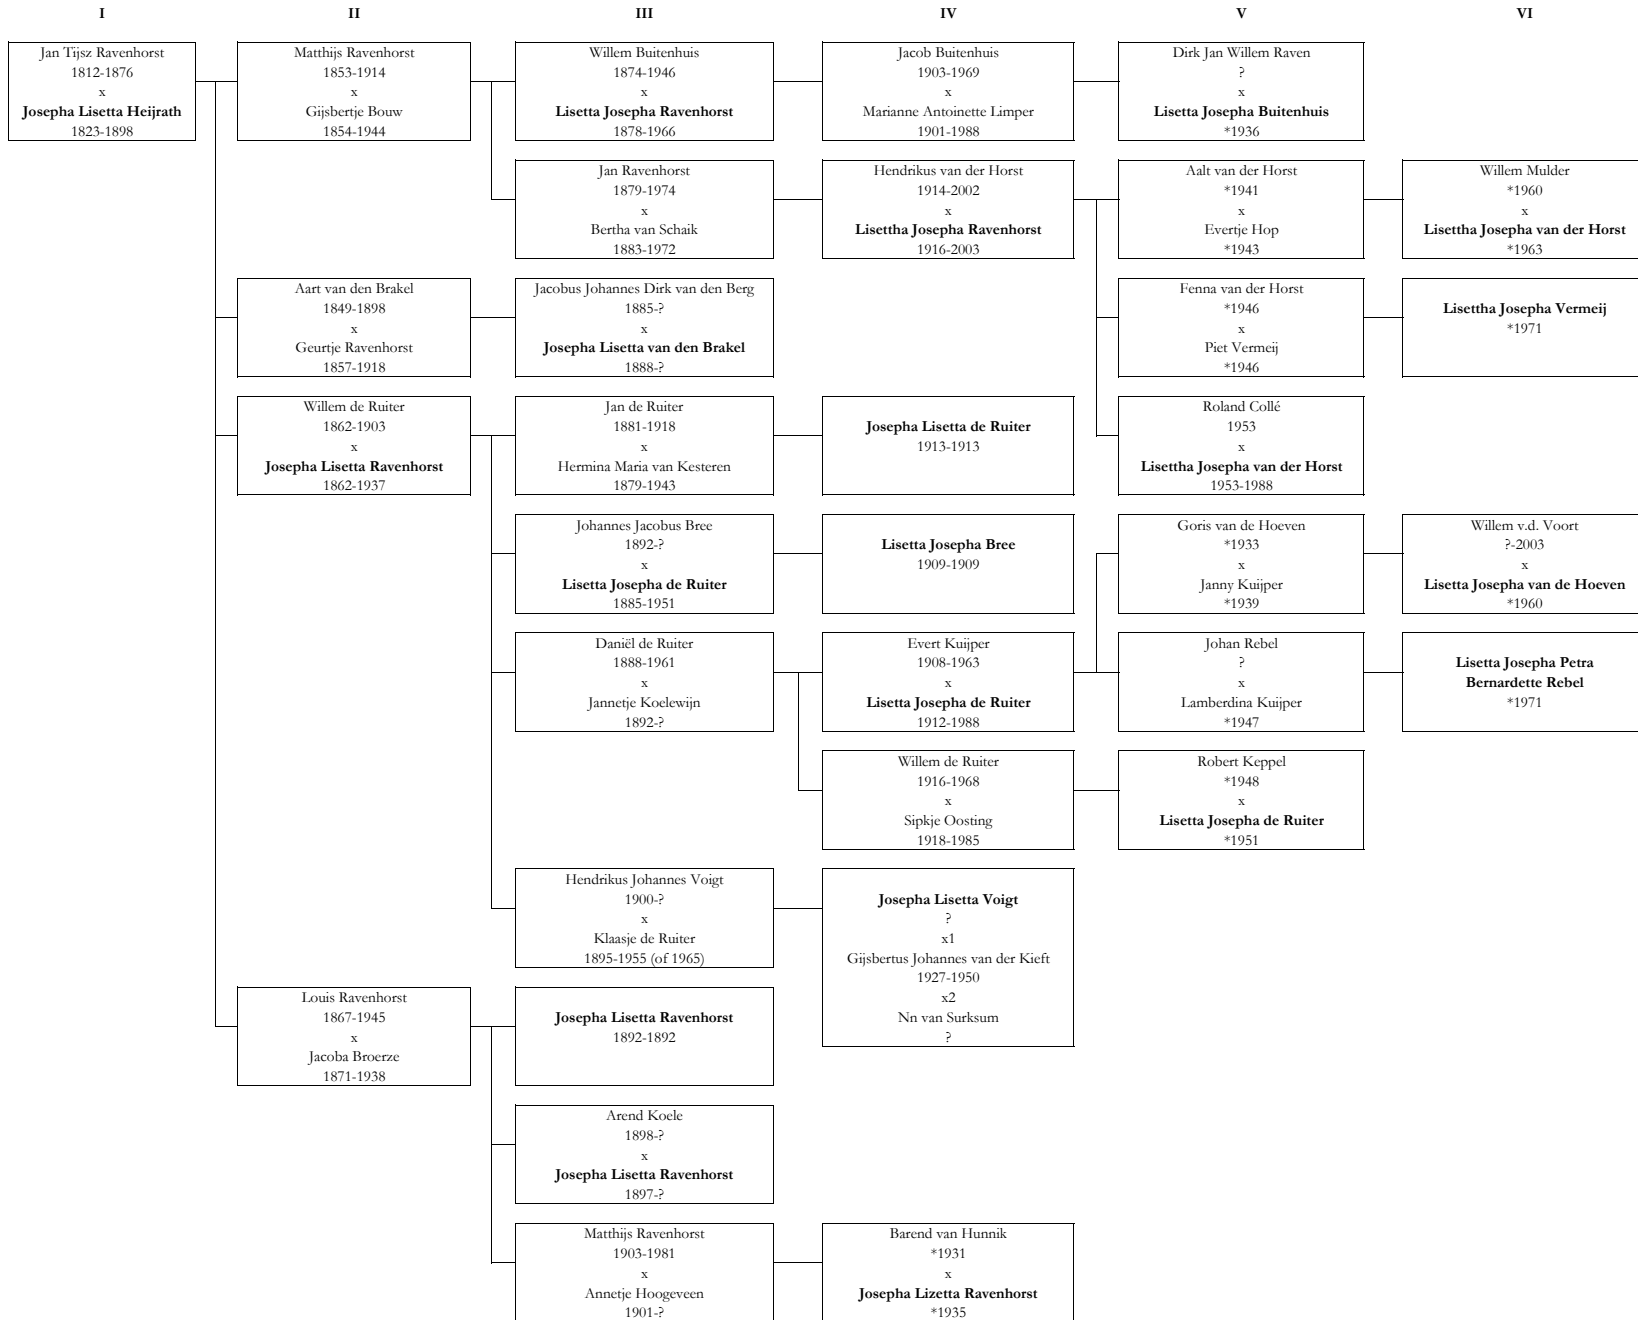 I
II
III
IV
V
VI
Jan Tijsz Ravenhorst
1812-1876
x
Josepha Lisetta Heijrath
1823-1898
Matthijs Ravenhorst
1853-1914
x
Gijsbertje Bouw
1854-1944
Willem Buitenhuis
1874-1946
x
Lisetta Josepha Ravenhorst
1878-1966
Jacob Buitenhuis
1903-1969
x
Marianne Antoinette Limper
1901-1988
Dirk Jan Willem Raven
?
x
Lisetta Josepha Buitenhuis
*1936
Jan Ravenhorst
1879-1974
x
Bertha van Schaik
1883-1972
Hendrikus van der Horst
1914-2002
x
Lisettha Josepha Ravenhorst
1916-2003
Aalt van der Horst
*1941
x
Evertje Hop
*1943
Willem Mulder
*1960
x
Lisettha Josepha van der Horst
*1963
Aart van den Brakel
1849-1898
x
Geurtje Ravenhorst
1857-1918
Jacobus Johannes Dirk van den Berg
1885-?
x
Josepha Lisetta van den Brakel
1888-?
Fenna van der Horst
*1946
x
Piet Vermeij
*1946
Lisettha Josepha Vermeij
*1971
Willem de Ruiter
1862-1903
x
Josepha Lisetta Ravenhorst
1862-1937
Jan de Ruiter
1881-1918
x
Hermina Maria van Kesteren
1879-1943
Josepha Lisetta de Ruiter
1913-1913
Roland Collé
1953
x
Lisettha Josepha van der Horst
1953-1988
Johannes Jacobus Bree
1892-?
x
Lisetta Josepha de Ruiter
1885-1951
Lisetta Josepha Bree
1909-1909
Goris van de Hoeven
*1933
x
Janny Kuijper
*1939
Willem v.d. Voort
?-2003
x
Lisetta Josepha van de Hoeven
*1960
Daniël de Ruiter
1888-1961
x
Jannetje Koelewijn
1892-?
Evert Kuijper
1908-1963
x
Lisetta Josepha de Ruiter
1912-1988
Johan Rebel
?
x
Lamberdina Kuijper
*1947
Lisetta Josepha Petra
Bernardette Rebel
*1971
Willem de Ruiter
1916-1968
x
Sipkje Oosting
1918-1985
Robert Keppel
*1948
x
Lisetta Josepha de Ruiter
*1951
Hendrikus Johannes Voigt
1900-?
x
Klaasje de Ruiter
1895-1955 (of 1965)
Josepha Lisetta Voigt
?
x1
Gijsbertus Johannes van der Kieft
1927-1950
x2
Nn van Surksum
?
Louis Ravenhorst
1867-1945
x
Jacoba Broerze
1871-1938
Josepha Lisetta Ravenhorst
1892-1892
Arend Koele
1898-?
x
Josepha Lisetta Ravenhorst
1897-?
Matthijs Ravenhorst
1903-1981
x
Annetje Hoogeveen
1901-?
Barend van Hunnik
*1931
x
Josepha Lizetta Ravenhorst
*1935